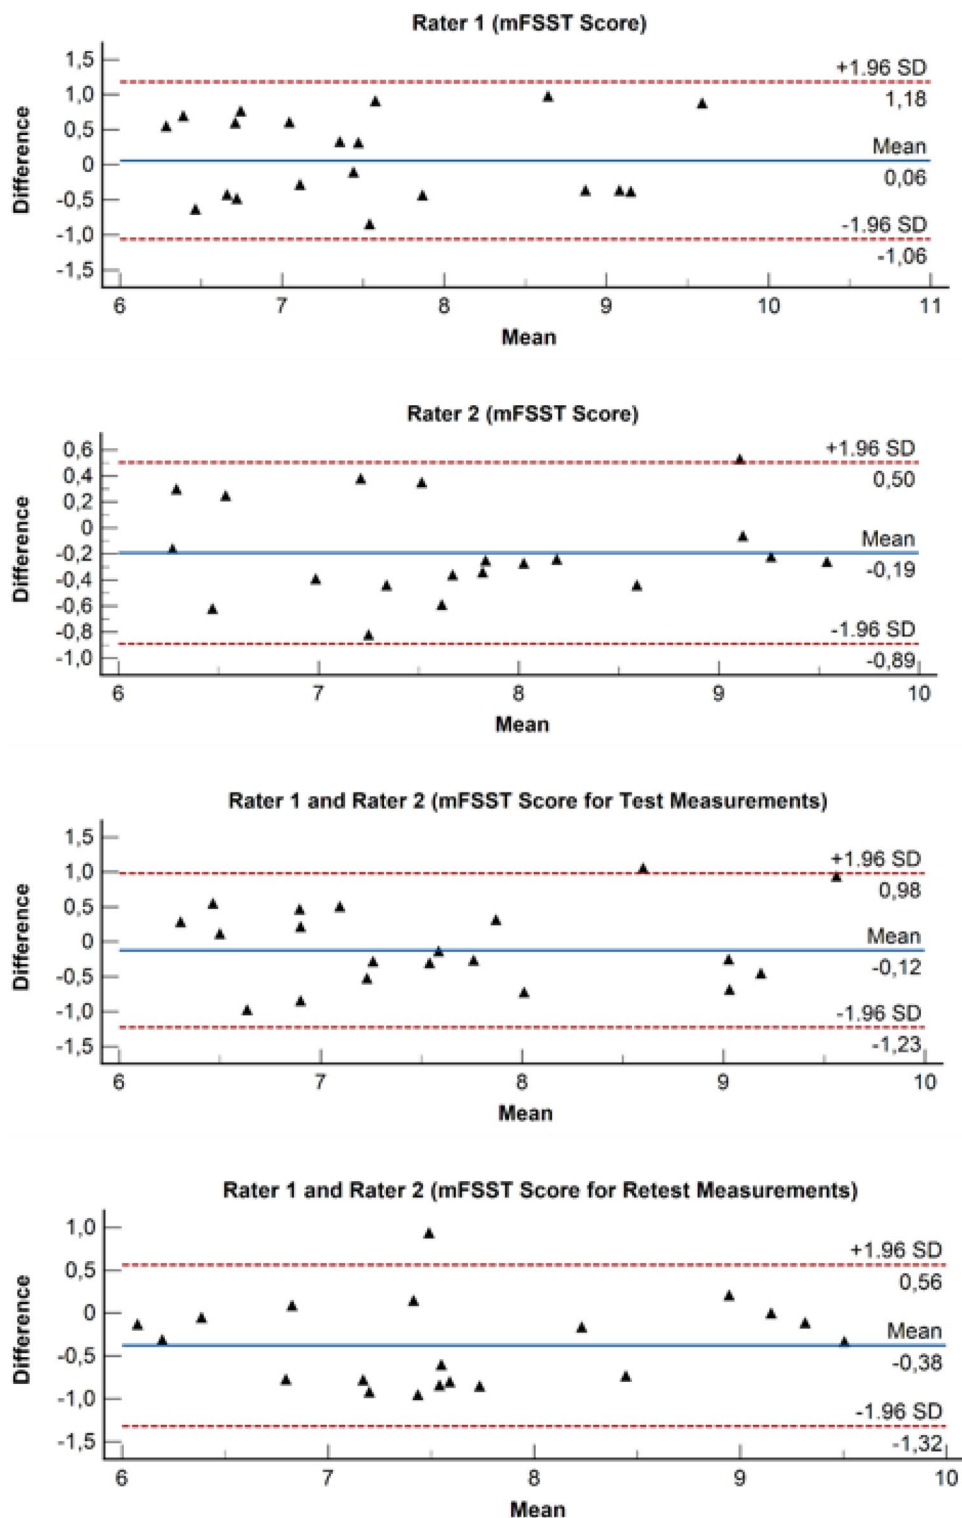 Rater 1 (mFSST Score)
1,5
1,0
0,5
0
-0,5
-1,0
-1,5
Difference
+1.96 SD
1,18
Mean
0,06
-1.96 SD
-1,06
6 7 8 9 10 11
Mean
Rater 2 (mFSST Score)
0,6
0,4
0,2
0
-0,2
-0,4
-0,6
-0,8
-1,0
Difference
+1.96 SD
0,50
Mean
-0,19
-1.96 SD
-0,89
6 7 8 9 10
Mean
Rater 1 and Rater 2 (mFSST Score for Test Measurements)
1,5
1,0
0,5
0
-0,5
-1,0
-1,5
Difference
+1.96 SD
0,98
Mean
-0,12
-1.96 SD
-1,23
6 7 8 9 10
Mean
Rater 1 and Rater 2 (mFSST Score for Retest Measurements)
1,0
0,5
0
-0,5
-1,0
-1,5
Difference
+1.96 SD
0,56
Mean
-0,38
-1.96 SD
-1,32
6 7 8 9 10
Mean